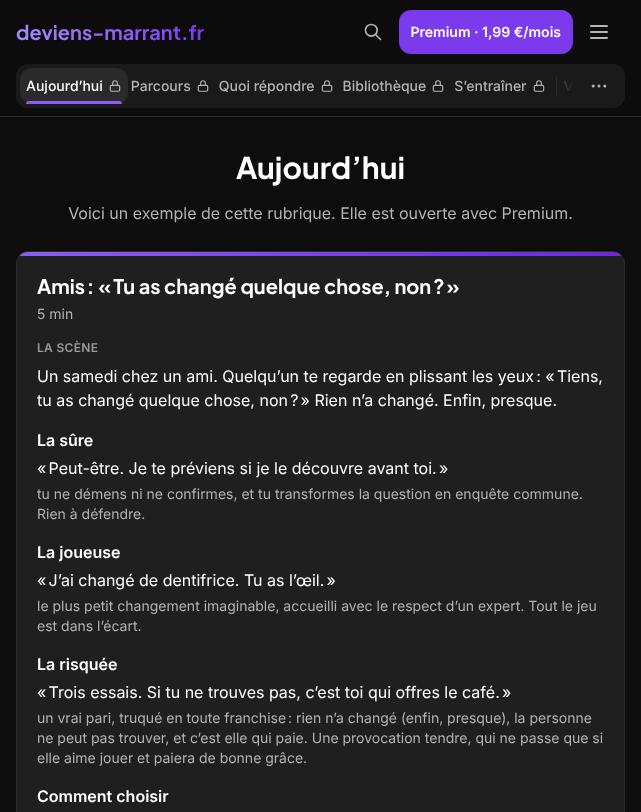 deviens-marrant.fr
Premium · 1,99 €/mois
Aujourd’hui
Parcours
Quoi répondre
Bibliothèque
S’entraîner
Aujourd’hui
Voici un exemple de cette rubrique. Elle est ouverte avec Premium.
Amis : « Tu as changé quelque chose, non ? »
5 min
LA SCÈNE
Un samedi chez un ami. Quelqu’un te regarde en plissant les yeux : « Tiens,
tu as changé quelque chose, non ? » Rien n’a changé. Enfin, presque.
La sûre
« Peut-être. Je te préviens si je le découvre avant toi. »
tu ne démens ni ne confirmes, et tu transformes la question en enquête commune.
Rien à défendre.
La joueuse
« J’ai changé de dentifrice. Tu as l’œil. »
le plus petit changement imaginable, accueilli avec le respect d’un expert. Tout le jeu
est dans l’écart.
La risquée
« Trois essais. Si tu ne trouves pas, c’est toi qui offres le café. »
un vrai pari, truqué en toute franchise : rien n’a changé (enfin, presque), la personne
ne peut pas trouver, et c’est elle qui paie. Une provocation tendre, qui ne passe que si
elle aime jouer et paiera de bonne grâce.
Comment choisir